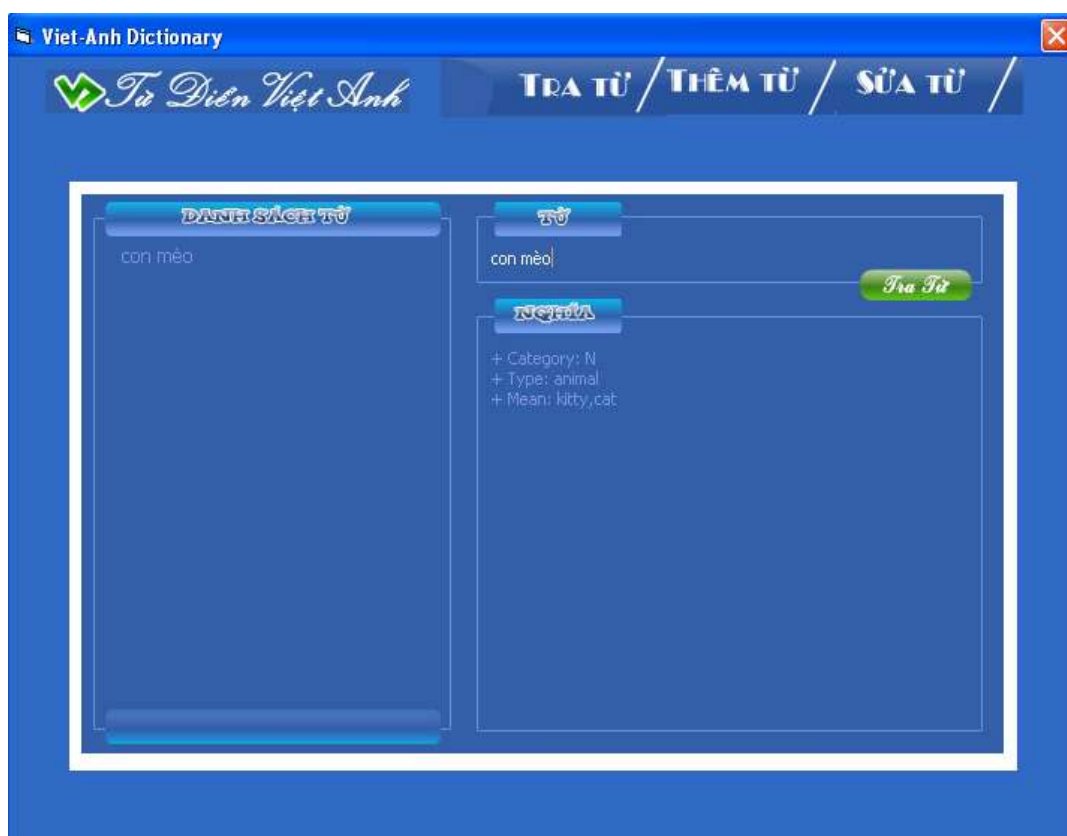 Viet-Anh Dictionary
Từ Điển Việt Anh
TRA TỪ / THÊM TỪ / SỬA TỪ /
DANH SÁCH TỪ
con mèo
TỪ
con mèo
Tra Từ
NGHĨA
+ Category: N
+ Type: animal
+ Mean: kitty,cat